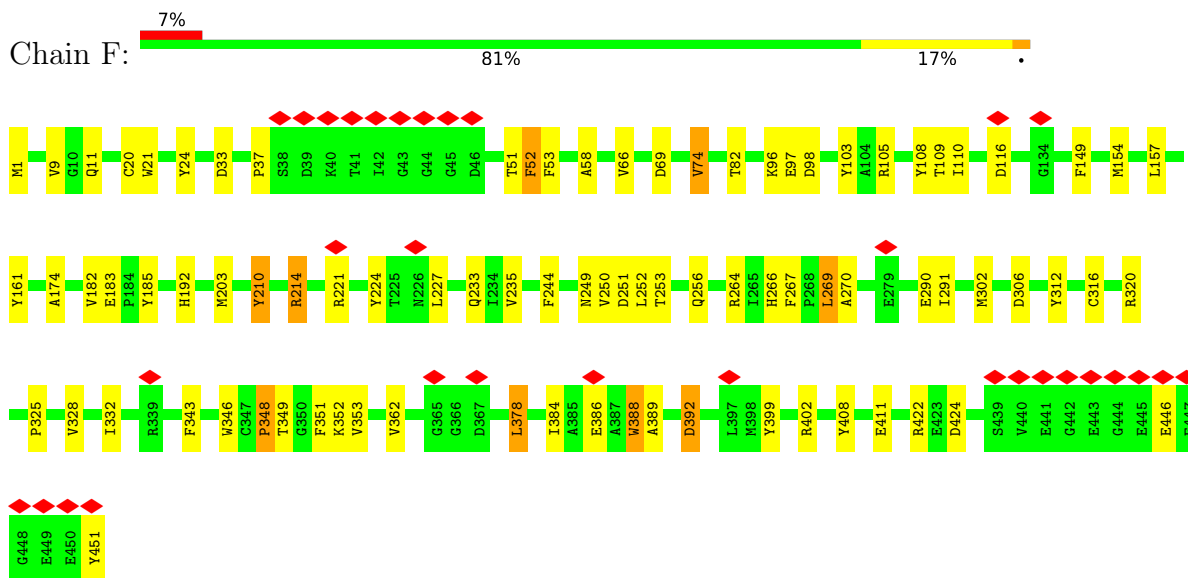 7%
Chain F:
81% 17% •
M1 V9 G10 Q11 C20 W21 Y24 D33 P37 S38 D39 K40 T41 I42 G43 G44 G45 D46 T51 F52 F53 A58 V66 D69 V74 T82 K96 E97 D98 Y103 A104 R105 Y108 T109 I110 D116 G134 F149 M154 L157
Y161 A174 V182 E183 P184 Y185 H192 M203 Y210 R214 R221 Y224 T225 N226 L227 Q233 I234 V235 F244 N249 V250 D251 L252 T253 Q256 R264 I265 H266 F267 P268 L269 A270 E279 E290 I291 M302 D306 Y312 C316 R320
P325 V328 I332 R339 F343 W346 C347 P348 T349 G350 F351 K352 V353 V362 G365 G366 D367 L378 I384 A385 E386 A387 W388 A389 D392 L397 M398 Y399 R402 Y408 E411 R422 E423 D424 S439 V440 E441 G442 E443 G444 E445 E446
G448 E449 E450 Y451